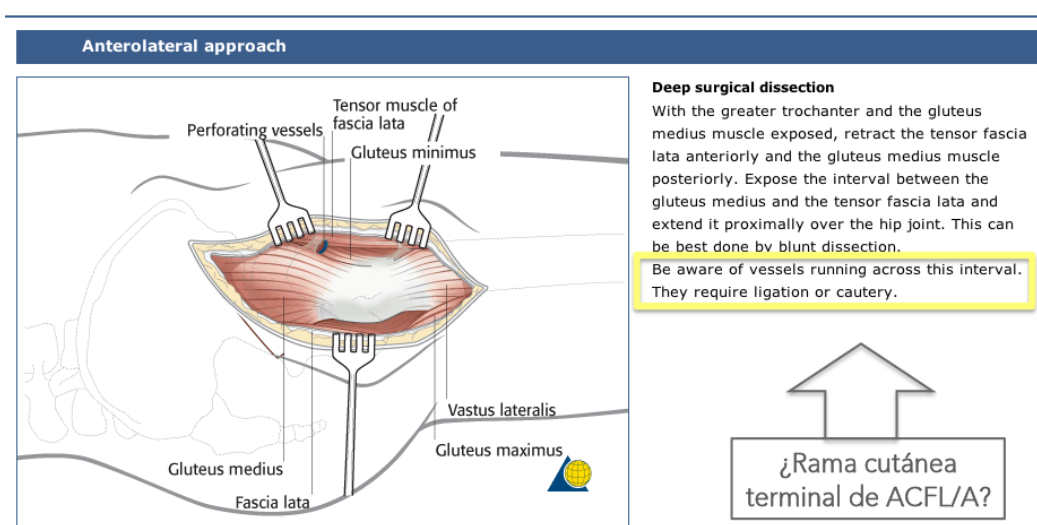 Anterolateral approach
Tensor muscle of
fascia lata
Perforating vessels
Gluteus minimus
Vastus lateralis
Gluteus maximus
Gluteus medius
Fascia lata
Deep surgical dissection
With the greater trochanter and the gluteus
medius muscle exposed, retract the tensor fascia
lata anteriorly and the gluteus medius muscle
posteriorly. Expose the interval between the
gluteus medius and the tensor fascia lata and
extend it proximally over the hip joint. This can
be best done by blunt dissection.
Be aware of vessels running across this interval.
They require ligation or cautery.
¿Rama cutánea
terminal de ACFL/A?